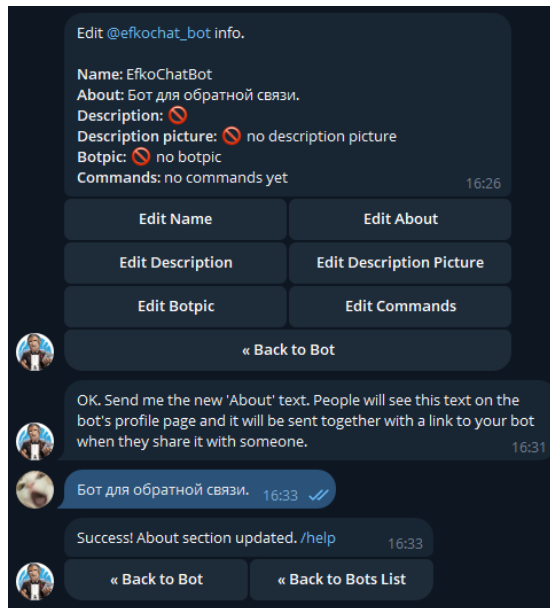 Edit @efkochat_bot info.
Name: EfkoChatBot
About: Бот для обратной связи.
Description: 🚫
Description picture: 🚫 no description picture
Botpic: 🚫 no botpic
Commands: no commands yet
16:26
Edit Name
Edit About
Edit Description
Edit Description Picture
Edit Botpic
Edit Commands
« Back to Bot
OK. Send me the new 'About' text. People will see this text on the
bot's profile page and it will be sent together with a link to your bot
when they share it with someone.
16:31
Бот для обратной связи.
16:33
Success! About section updated. /help
16:33
« Back to Bot
« Back to Bots List